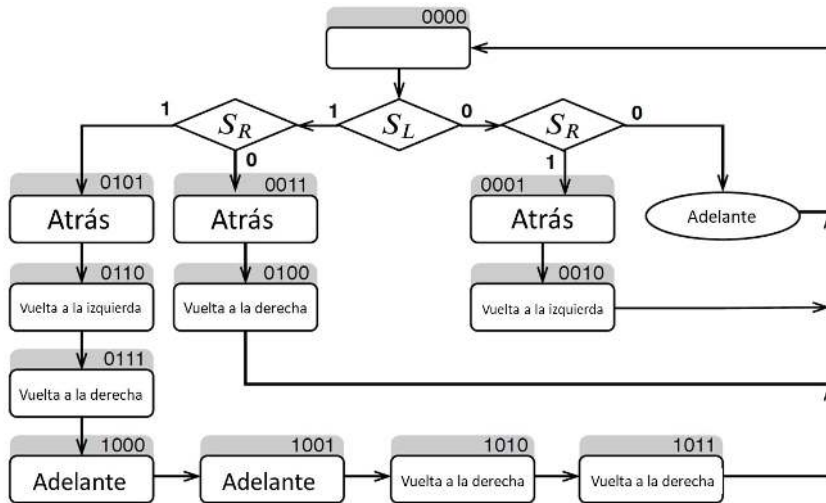 0000
1
S_R
1
S_L
0
S_R
0
0
1
0101
0011
0001
Atrás
Atrás
Atrás
Adelante
0110
0100
0010
Vuelta a la izquierda
Vuelta a la derecha
Vuelta a la izquierda
0111
Vuelta a la derecha
1000
1001
1010
1011
Adelante
Adelante
Vuelta a la derecha
Vuelta a la derecha